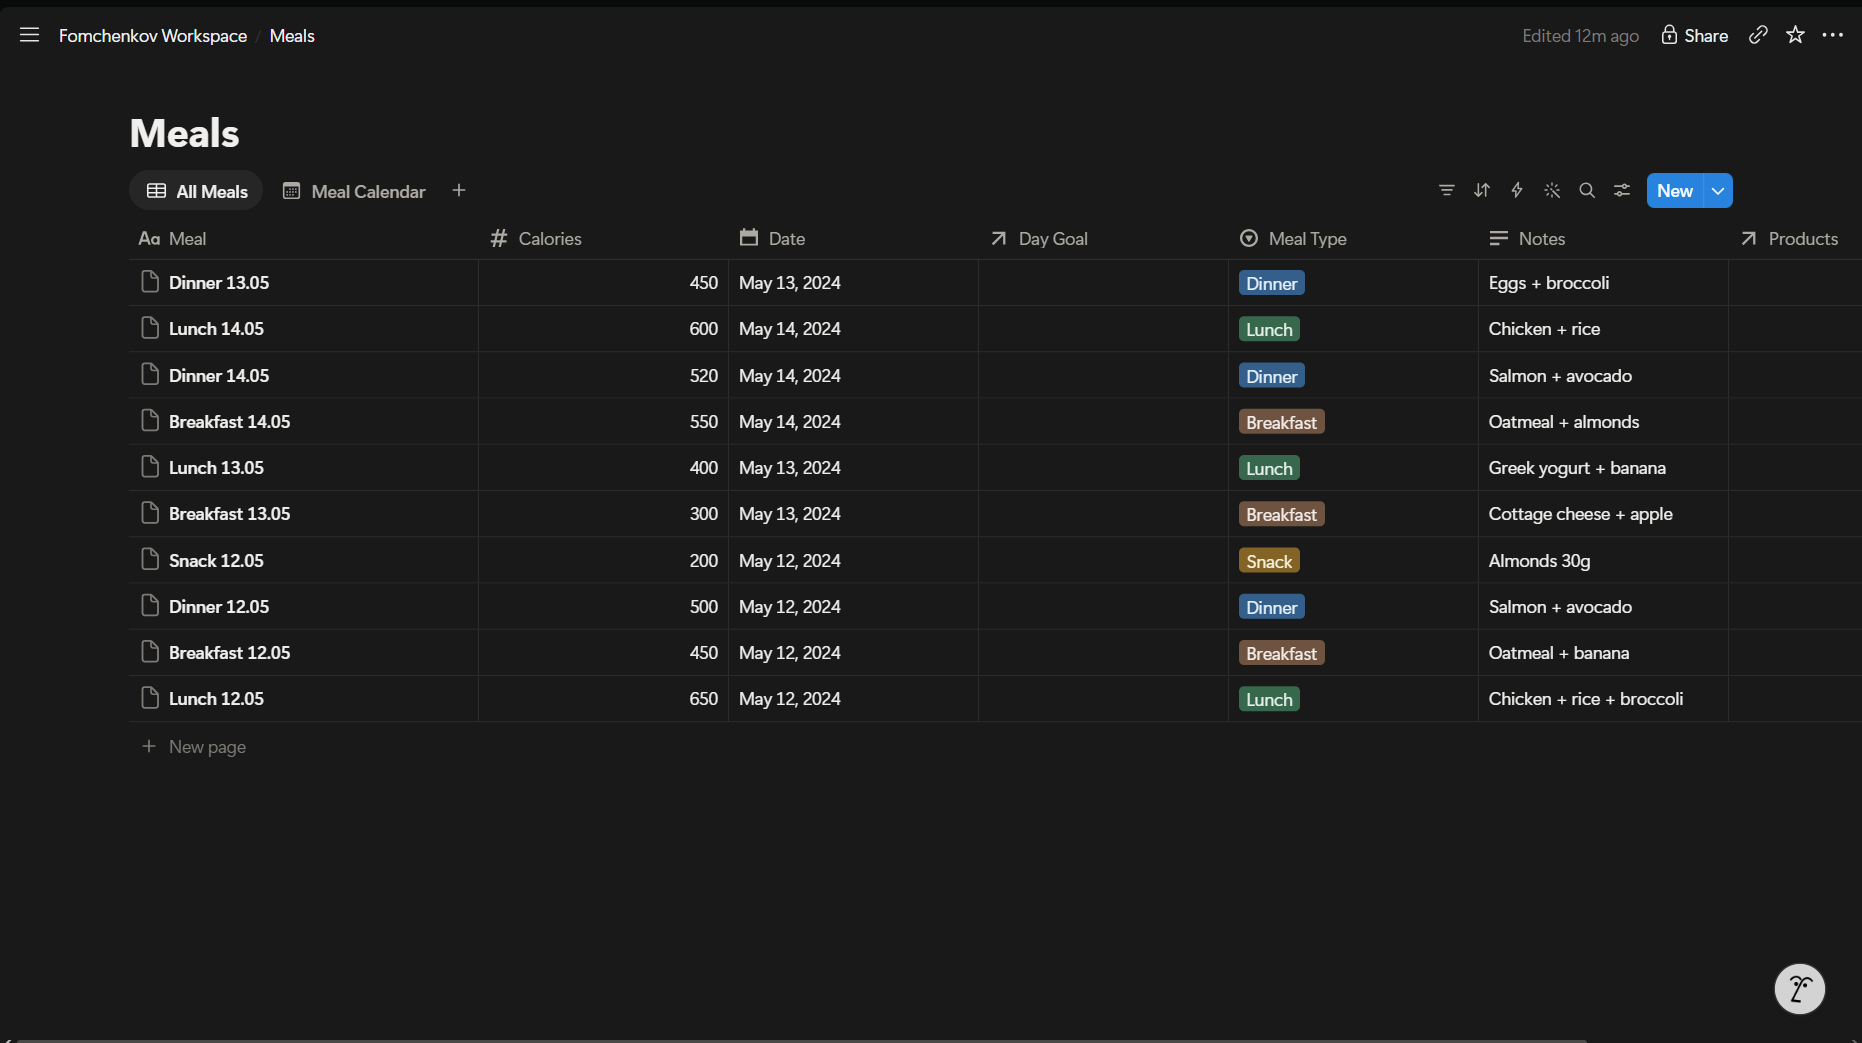 Fomchenkov Workspace / Meals Edited 12m ago Share
Meals
All Meals Meal Calendar New
Aa Meal # Calories Date Day Goal Meal Type Notes Products
Dinner 13.05 450 May 13, 2024 Dinner Eggs + broccoli
Lunch 14.05 600 May 14, 2024 Lunch Chicken + rice
Dinner 14.05 520 May 14, 2024 Dinner Salmon + avocado
Breakfast 14.05 550 May 14, 2024 Breakfast Oatmeal + almonds
Lunch 13.05 400 May 13, 2024 Lunch Greek yogurt + banana
Breakfast 13.05 300 May 13, 2024 Breakfast Cottage cheese + apple
Snack 12.05 200 May 12, 2024 Snack Almonds 30g
Dinner 12.05 500 May 12, 2024 Dinner Salmon + avocado
Breakfast 12.05 450 May 12, 2024 Breakfast Oatmeal + banana
Lunch 12.05 650 May 12, 2024 Lunch Chicken + rice + broccoli
+ New page